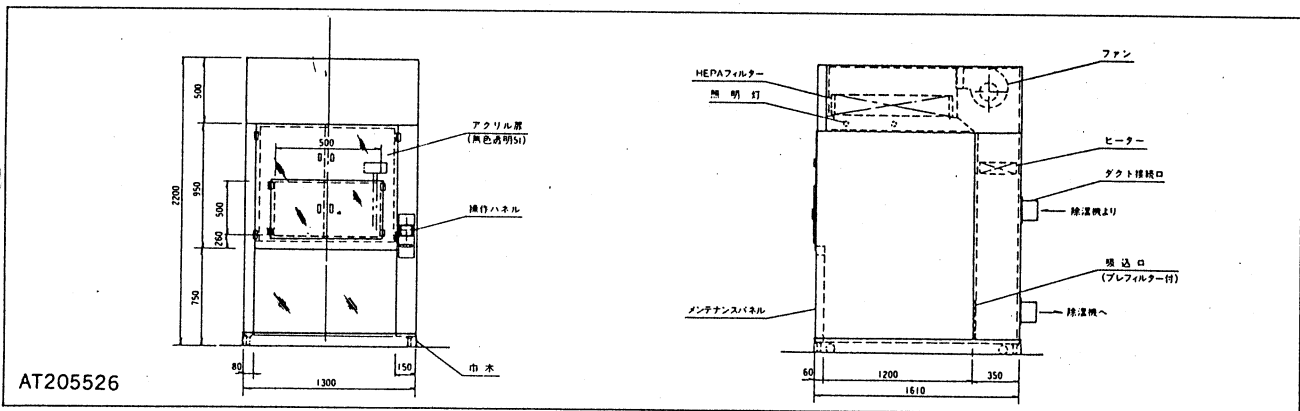 500
950
2200
500
260
750
80
150
1300
500
アクリル扉
(無色透明5t)
操作パネル
巾木
AT205526
HEPAフィルター
照明灯
ファン
ヒーター
ダクト接続口
除湿機より
吸込口
(プレフィルター付)
メンテナンスパネル
除湿機へ
60
1200
350
1610